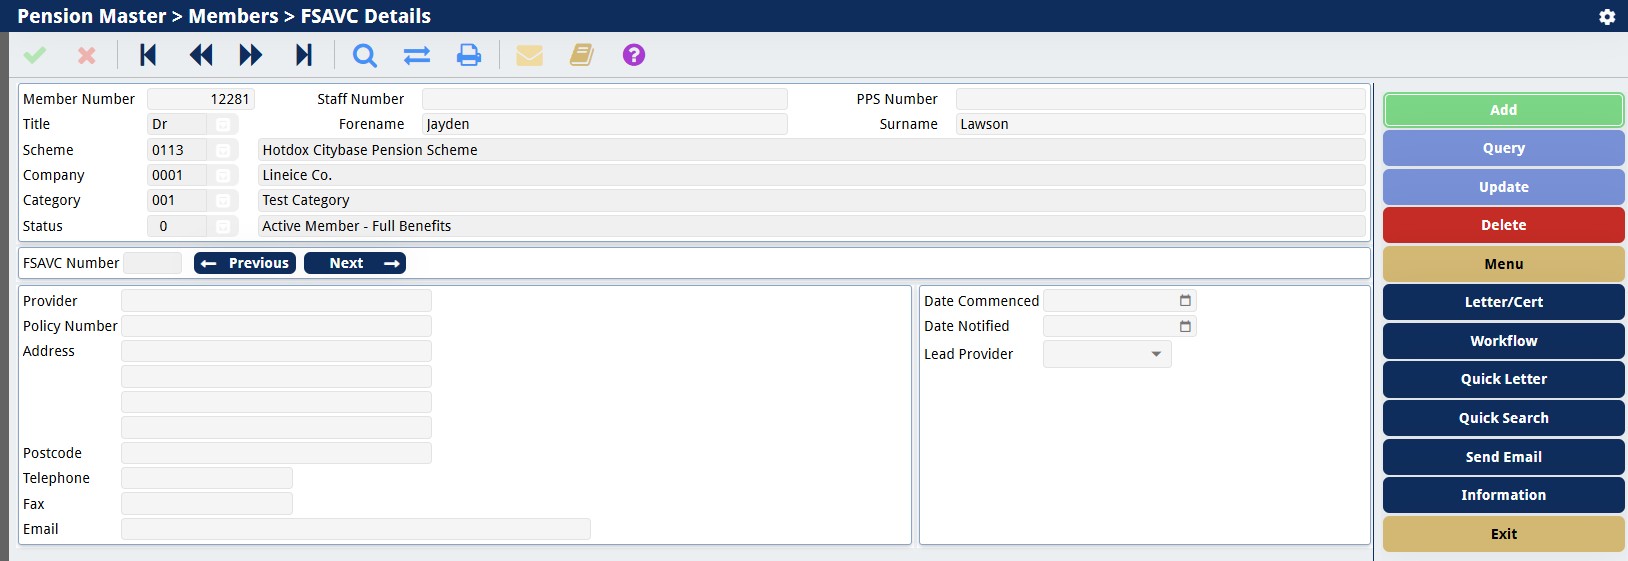 Pension Master > Members > FSAVC Details
Member Number 12281 Staff Number PPS Number
Title Dr Forename Jayden Surname Lawson
Scheme 0113 Hotdox Citybase Pension Scheme
Company 0001 Lineice Co.
Category 001 Test Category
Status 0 Active Member - Full Benefits
FSAVC Number Previous Next
Provider
Policy Number
Address
Postcode
Telephone
Fax
Email
Date Commenced
Date Notified
Lead Provider
Add
Query
Update
Delete
Menu
Letter/Cert
Workflow
Quick Letter
Quick Search
Send Email
Information
Exit